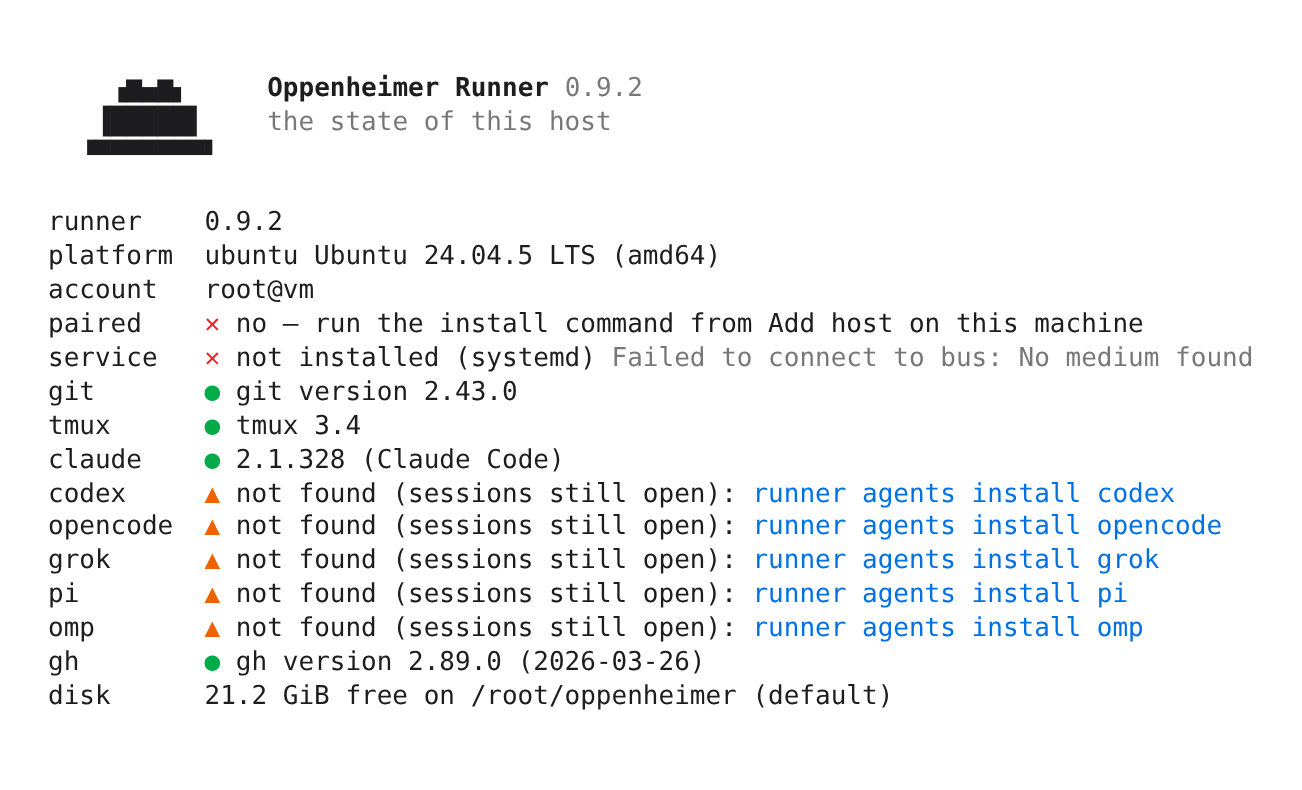 Oppenheimer Runner 0.9.2
the state of this host
runner 0.9.2
platform ubuntu Ubuntu 24.04.5 LTS (amd64)
account root@vm
paired × no — run the install command from Add host on this machine
service × not installed (systemd) Failed to connect to bus: No medium found
git ● git version 2.43.0
tmux ● tmux 3.4
claude ● 2.1.328 (Claude Code)
codex ▲ not found (sessions still open): runner agents install codex
opencode ▲ not found (sessions still open): runner agents install opencode
grok ▲ not found (sessions still open): runner agents install grok
pi ▲ not found (sessions still open): runner agents install pi
omp ▲ not found (sessions still open): runner agents install omp
gh ● gh version 2.89.0 (2026-03-26)
disk 21.2 GiB free on /root/oppenheimer (default)